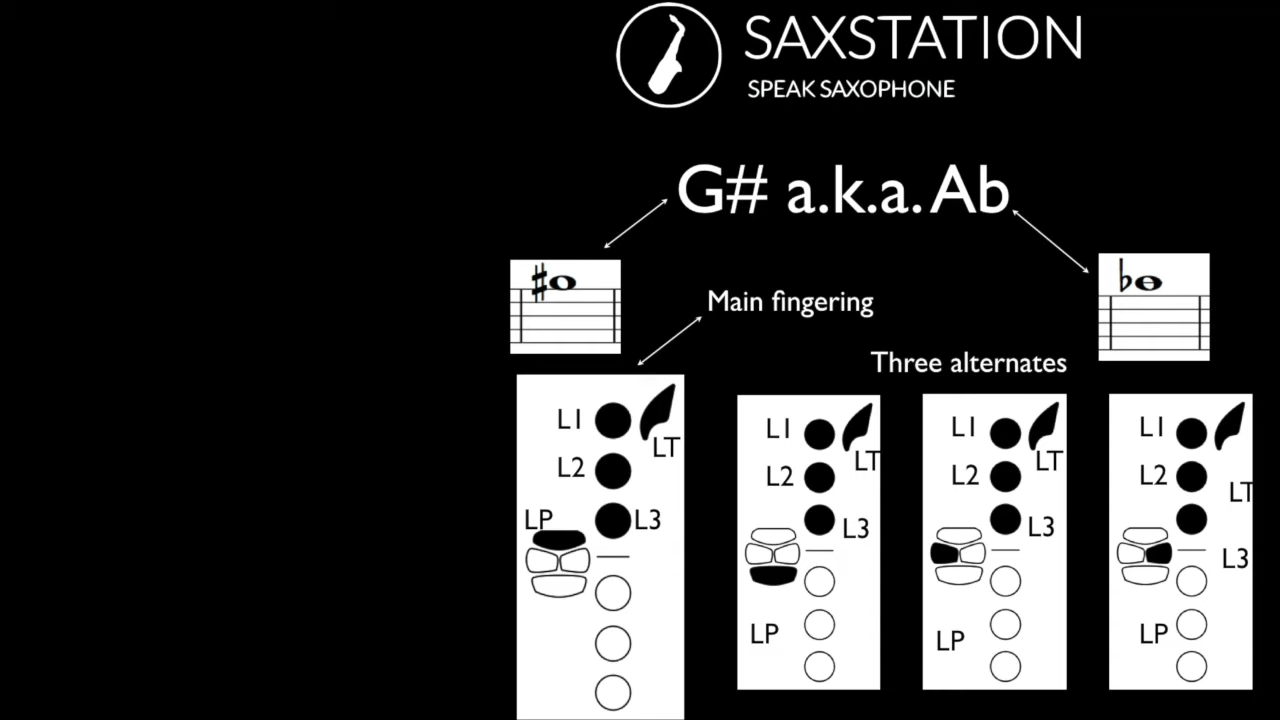 SAXSTATION
SPEAK SAXOPHONE
G# a.k.a. Ab
Main fingering
Three alternates
L1
LT
L2
LP
L3
L1
LT
L2
L3
LP
L1
LT
L2
L3
LP
L1
L2
LT
L3
LP